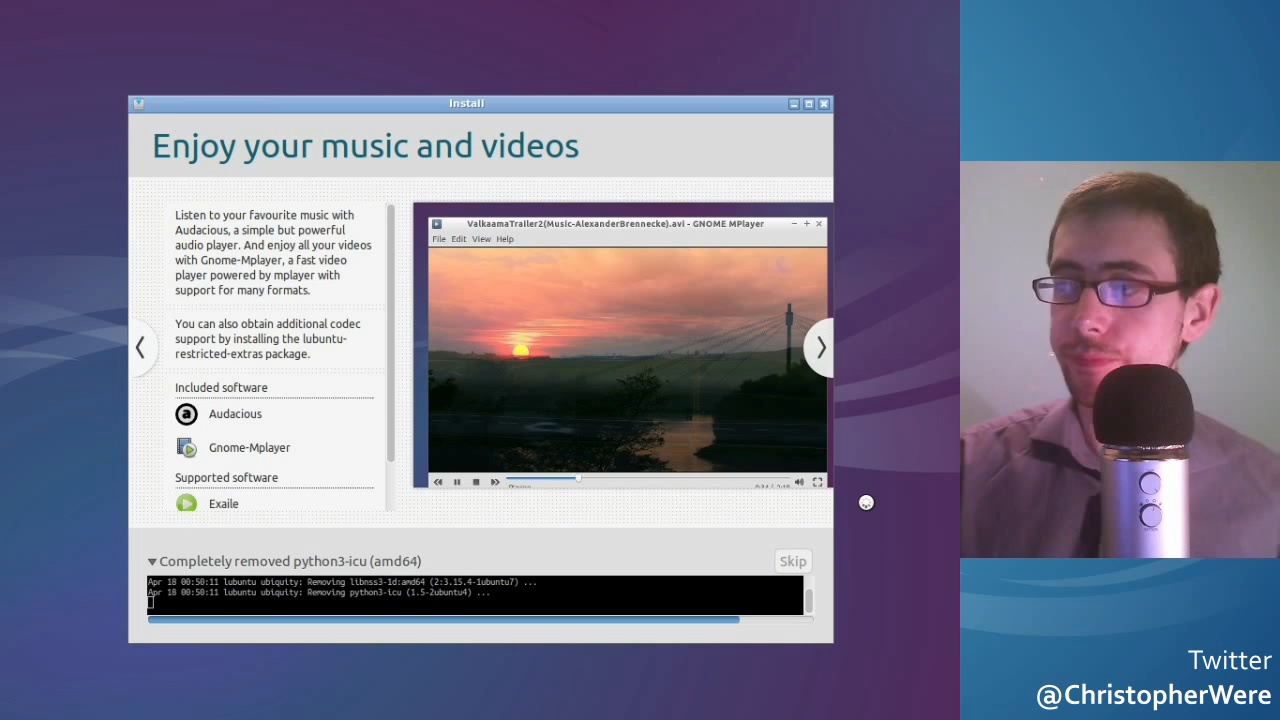 Install
Enjoy your music and videos
Listen to your favourite music with
Audacious, a simple but powerful
audio player. And enjoy all your videos
with Gnome-Mplayer, a fast video
player powered by mplayer with
support for many formats.
You can also obtain additional codec
support by installing the lubuntu-
restricted-extras package.
Included software
Audacious
Gnome-Mplayer
Supported software
Exaile
ValkaamaTrailer2(Music-AlexanderBrennecke).avi - GNOME MPlayer
File Edit View Help
Completely removed python3-icu (amd64)
Skip
Apr 18 00:50:11 lubuntu ubiquity: Removing libnss3-1d:amd64 (2:3.15.4-1ubuntu7) ...
Apr 18 00:50:11 lubuntu ubiquity: Removing python3-icu (1.5-2ubuntu4) ...
Twitter
@ChristopherWere